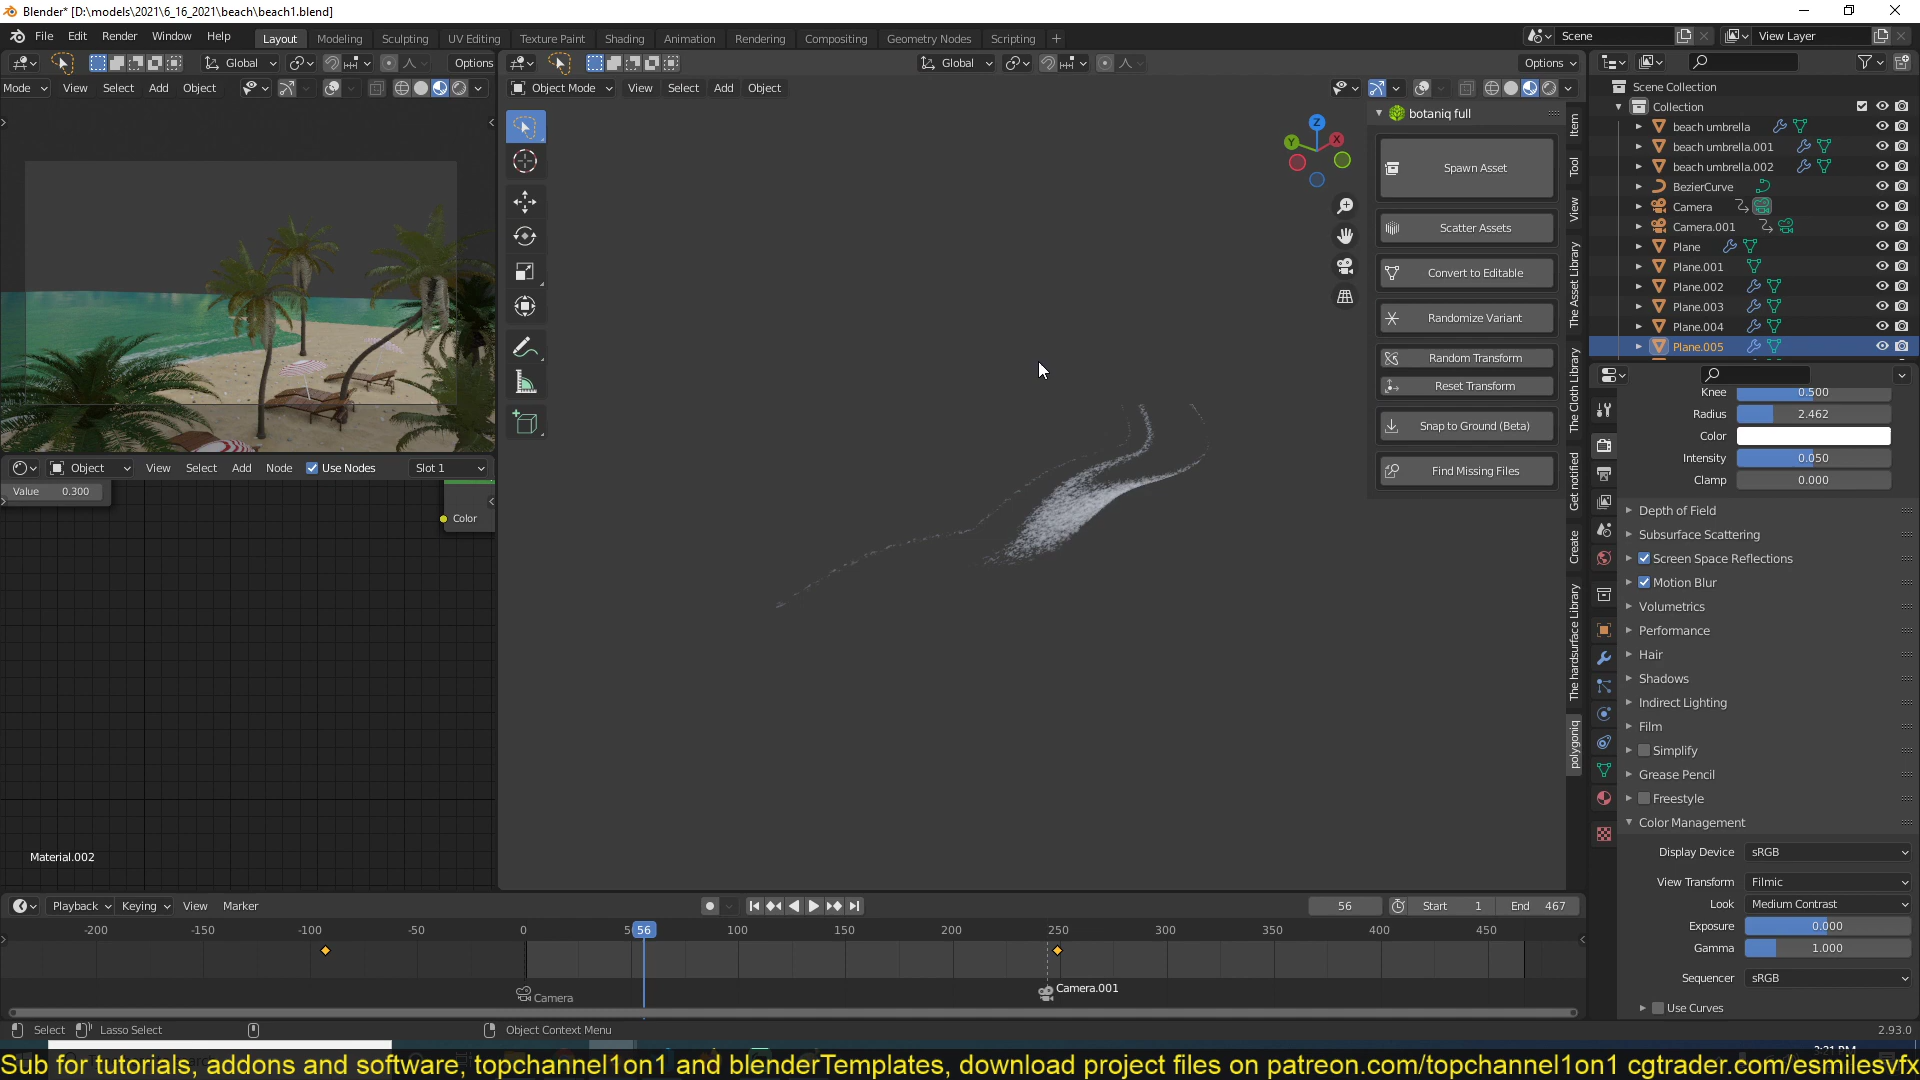 Blender* [D:\models\2021\6_16_2021\beach\beach1.blend]
File Edit Render Window Help Layout Modeling Sculpting UV Editing Texture Paint Shading Animation Rendering Compositing Geometry Nodes Scripting + Scene View Layer
Global Options Global Options
Mode View Select Add Object Object Mode View Select Add Object
Scene Collection
Collection
beach umbrella
beach umbrella.001
beach umbrella.002
BezierCurve
Camera
Camera.001
Plane
Plane.001
Plane.002
Plane.003
Plane.004
Plane.005
botaniq full
Spawn Asset
Scatter Assets
Convert to Editable
Randomize Variant
Random Transform
Reset Transform
Snap to Ground (Beta)
Find Missing Files
Item
Tool
View
The Asset Library
The Cloth Library
Get notified
Create
The hardsurface Library
polygoniq
Z
Y
X
Knee 0.500
Radius 2.462
Color
Intensity 0.050
Clamp 0.000
Depth of Field
Subsurface Scattering
Screen Space Reflections
Motion Blur
Volumetrics
Performance
Hair
Shadows
Indirect Lighting
Film
Simplify
Grease Pencil
Freestyle
Color Management
Display Device sRGB
View Transform Filmic
Look Medium Contrast
Exposure 0.000
Gamma 1.000
Sequencer sRGB
Use Curves
Object View Select Add Node Use Nodes Slot 1
Value 0.300
Color
Material.002
Playback Keying View Marker 56 Start 1 End 467
-200 -150 -100 -50 0 5 56 100 150 200 250 300 350 400 450
Camera Camera.001
Select Lasso Select Object Context Menu 2.93.0
3:21 PM
Sub for tutorials, addons and software; topchannel1on1 and blenderTemplates, download project files on patreon.com/topchannel1on1 cgtrader.com/esmilesvfx